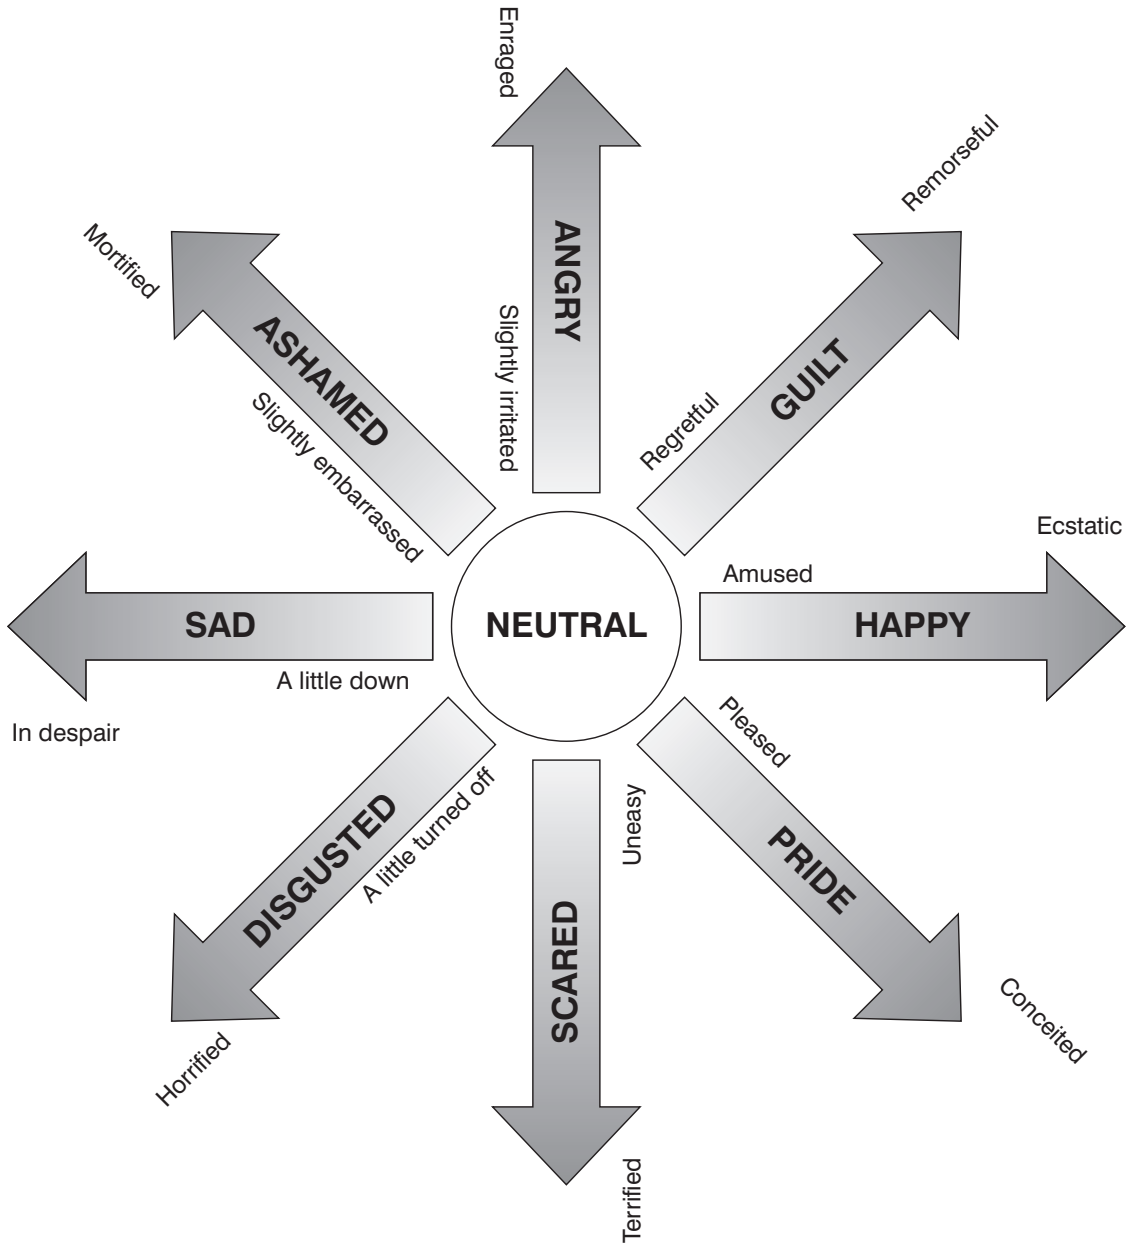 Enraged
ANGRY
Slightly irritated
Remorseful
GUILT
Regretful
Mortified
ASHAMED
Slightly embarrassed
Ecstatic
Amused
HAPPY
NEUTRAL
SAD
A little down
In despair
Pleased
PRIDE
Conceited
Uneasy
SCARED
Terrified
A little turned off
DISGUSTED
Horrified